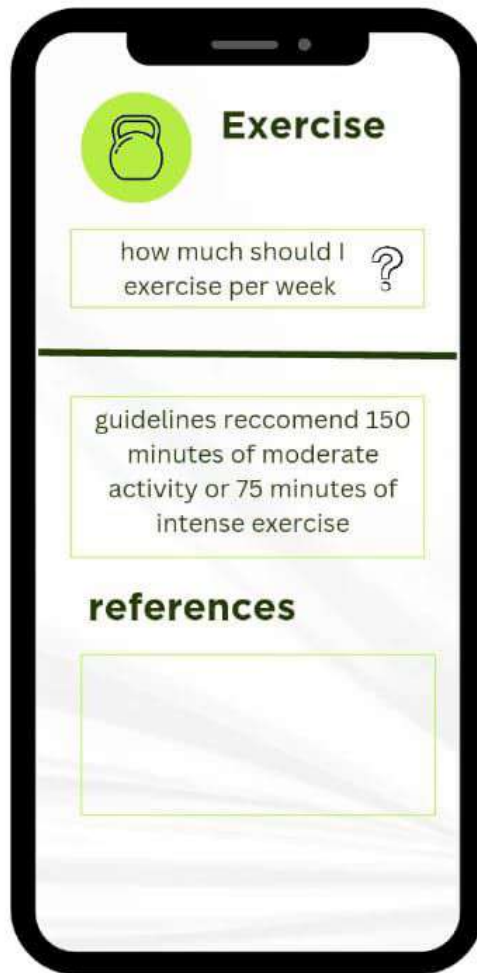 Exercise
how much should I
exercise per week ?
guidelines reccomend 150
minutes of moderate
activity or 75 minutes of
intense exercise
references